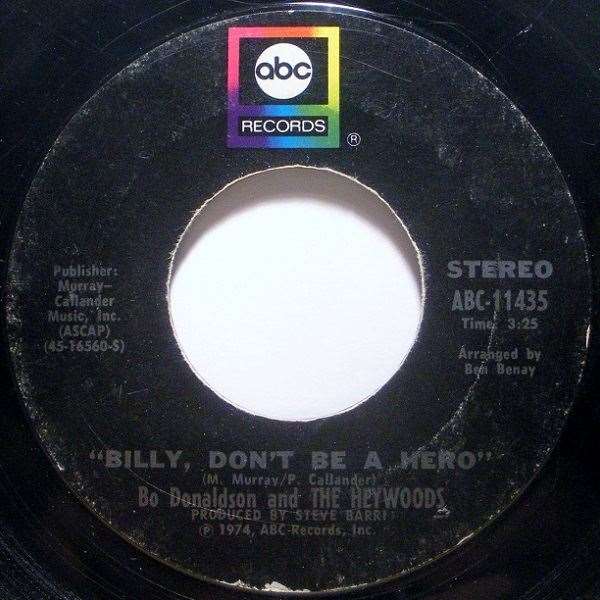 abc
RECORDS
®
Publisher:
Murray-
Callander
Music, Inc.
(ASCAP)
(45-16560-S)
STEREO
ABC-11435
Time: 3:25
Arranged by
Ben Benay
"BILLY, DON'T BE A HERO"
(M. Murray/P. Callander)
Bo Donaldson and THE HEYWOODS
PRODUCED BY STEVE BARRI
℗ 1974, ABC Records, Inc.